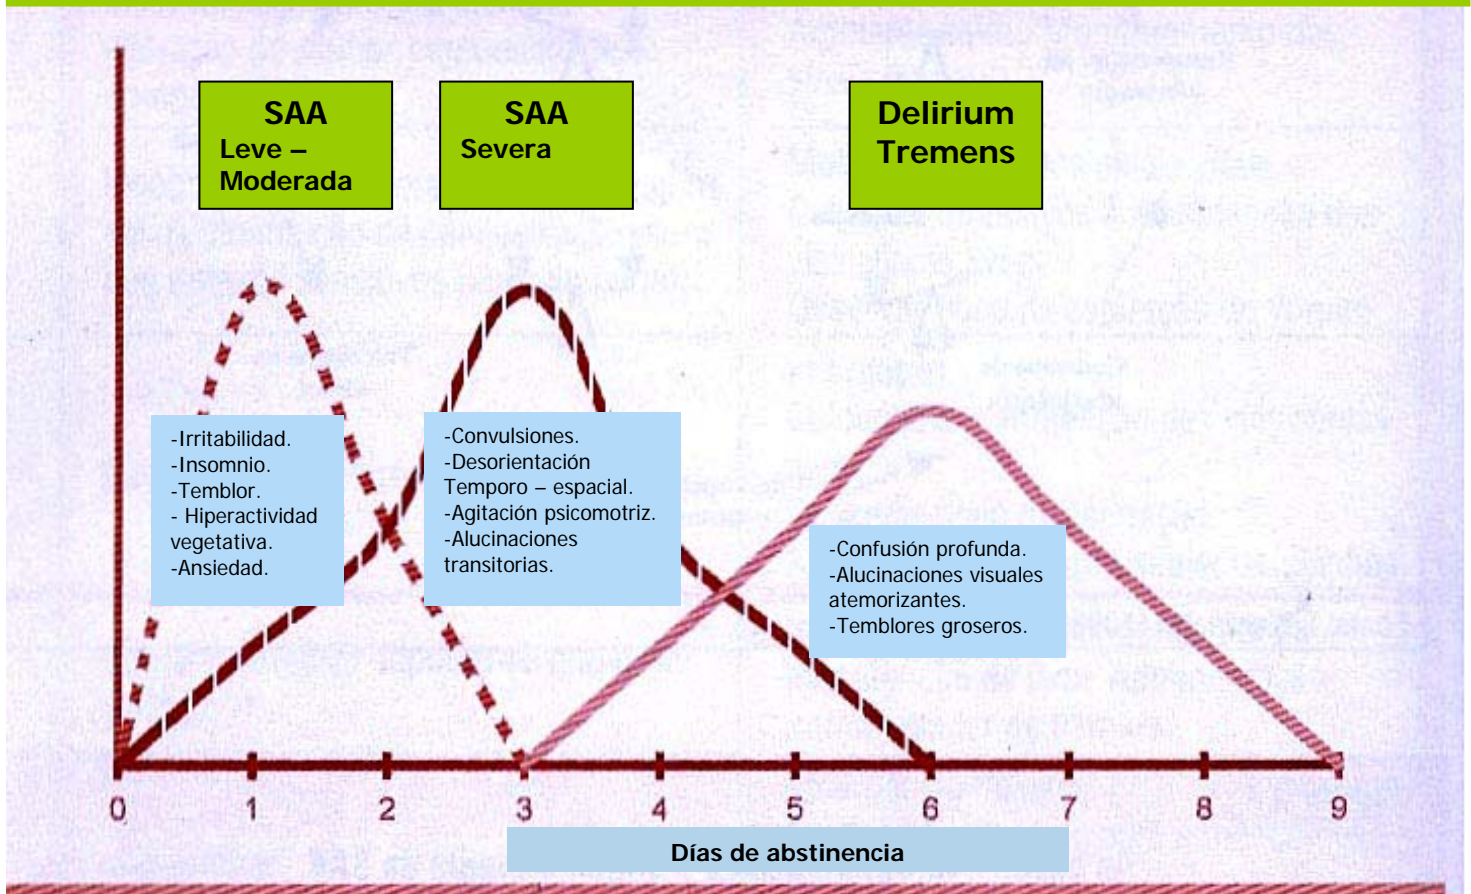 SAA
Leve –
Moderada
SAA
Severa
Delirium
Tremens
-Irritabilidad.
-Insomnio.
-Temblor.
- Hiperactividad
vegetativa.
-Ansiedad.
-Convulsiones.
-Desorientación
Temporo – espacial.
-Agitación psicomotriz.
-Alucinaciones
transitorias.
-Confusión profunda.
-Alucinaciones visuales
atemorizantes.
-Temblores groseros.
0 1 2 3 4 5 6 7 8 9
Días de abstinencia